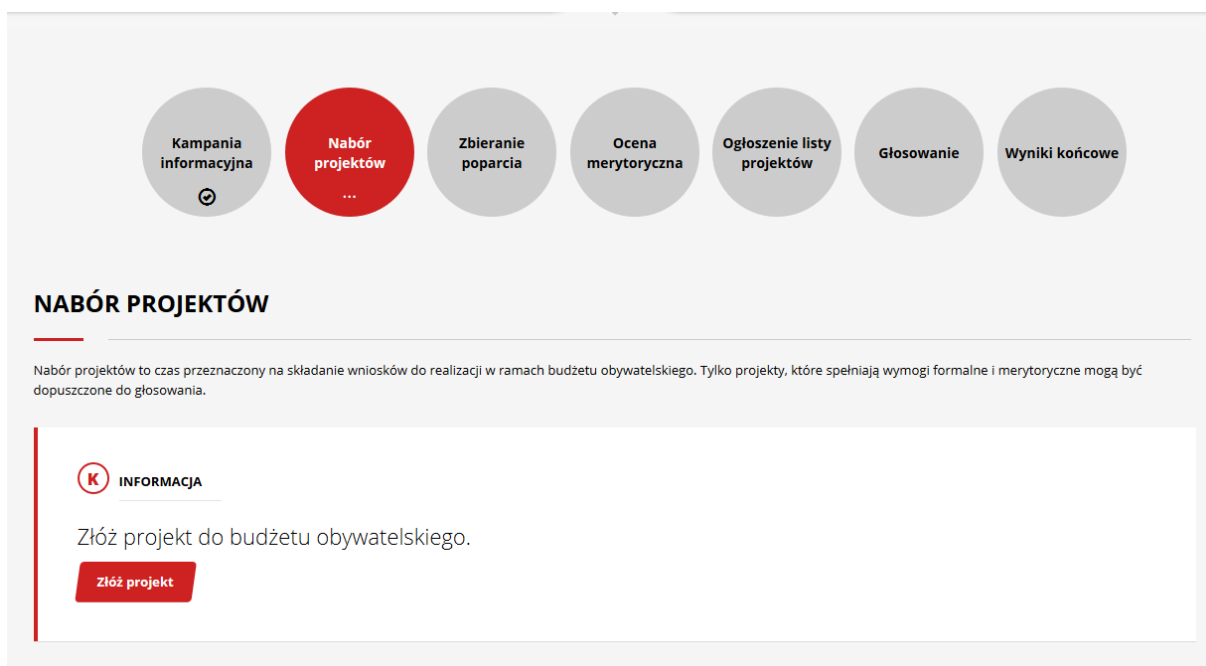 Kampania
informacyjna
Nabór
projektów
...
Zbieranie
poparcia
Ocena
merytoryczna
Ogłoszenie listy
projektów
Głosowanie
Wyniki końcowe
NABÓR PROJEKTÓW
Nabór projektów to czas przeznaczony na składanie wniosków do realizacji w ramach budżetu obywatelskiego. Tylko projekty, które spełniają wymogi formalne i merytoryczne mogą być
dopuszczone do głosowania.
K INFORMACJA
Złóż projekt do budżetu obywatelskiego.
Złóż projekt